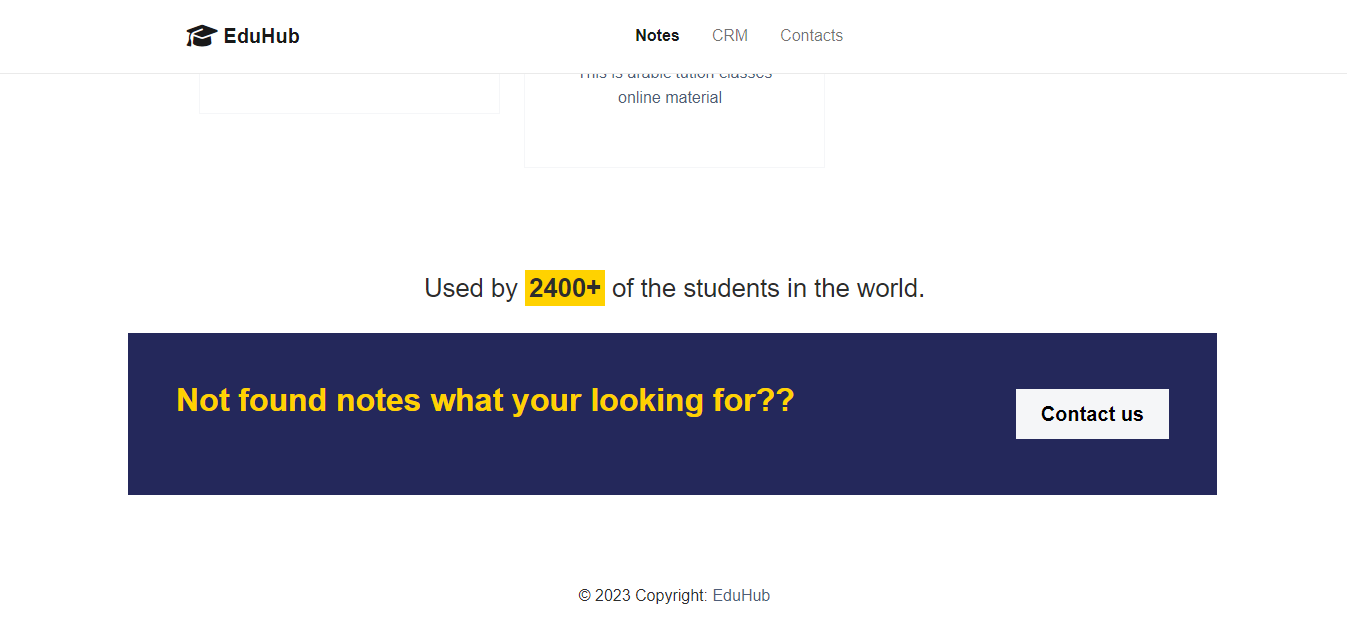 EduHub
Notes CRM Contacts
This is arabic tution classes
online material
Used by 2400+ of the students in the world.
Not found notes what your looking for??
Contact us
© 2023 Copyright: EduHub